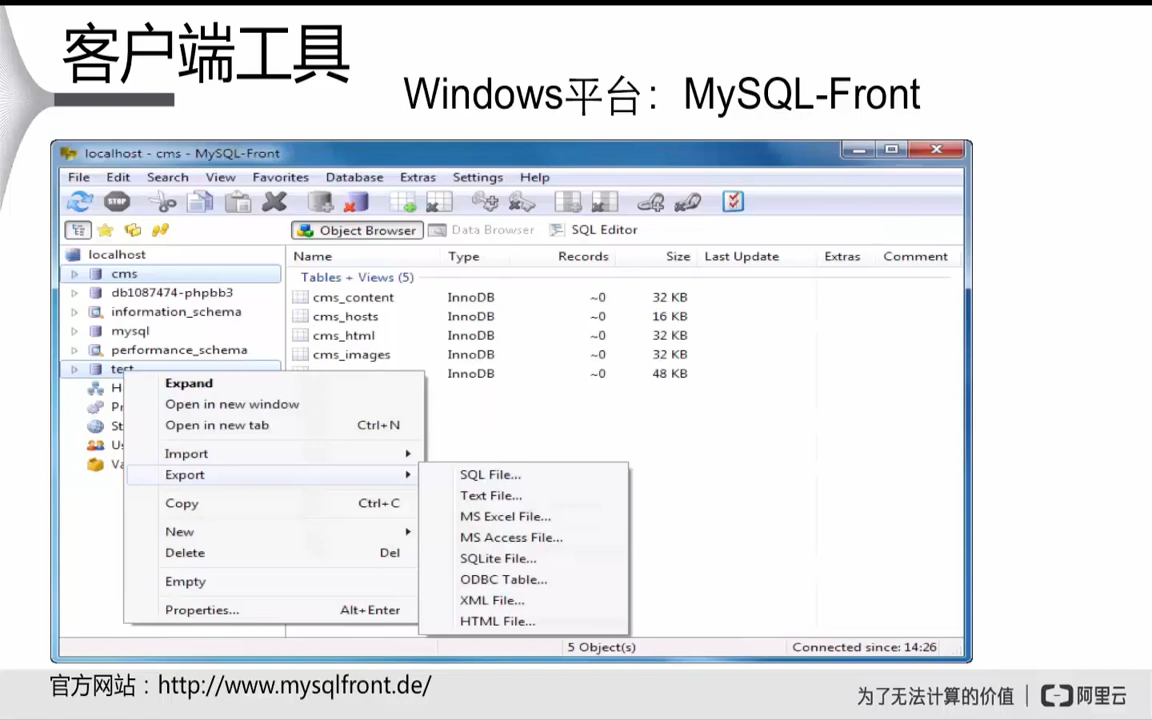 客户端工具
Windows平台：MySQL-Front
localhost - cms - MySQL-Front
File Edit Search View Favorites Database Extras Settings Help
STOP
Object Browser Data Browser SQL Editor
localhost
cms
db1087474-phpbb3
information_schema
mysql
performance_schema
test
Name Type Records Size Last Update Extras Comment
Tables + Views (5)
cms_content InnoDB ~0 32 KB
cms_hosts InnoDB ~0 16 KB
cms_html InnoDB ~0 32 KB
cms_images InnoDB ~0 32 KB
InnoDB ~0 48 KB
Expand
Open in new window
Open in new tab Ctrl+N
Import
Export
Copy Ctrl+C
New
Delete Del
Empty
Properties... Alt+Enter
SQL File...
Text File...
MS Excel File...
MS Access File...
SQLite File...
ODBC Table...
XML File...
HTML File...
5 Object(s) Connected since: 14:26
官方网站：http://www.mysqlfront.de/
为了无法计算的价值 | 阿里云